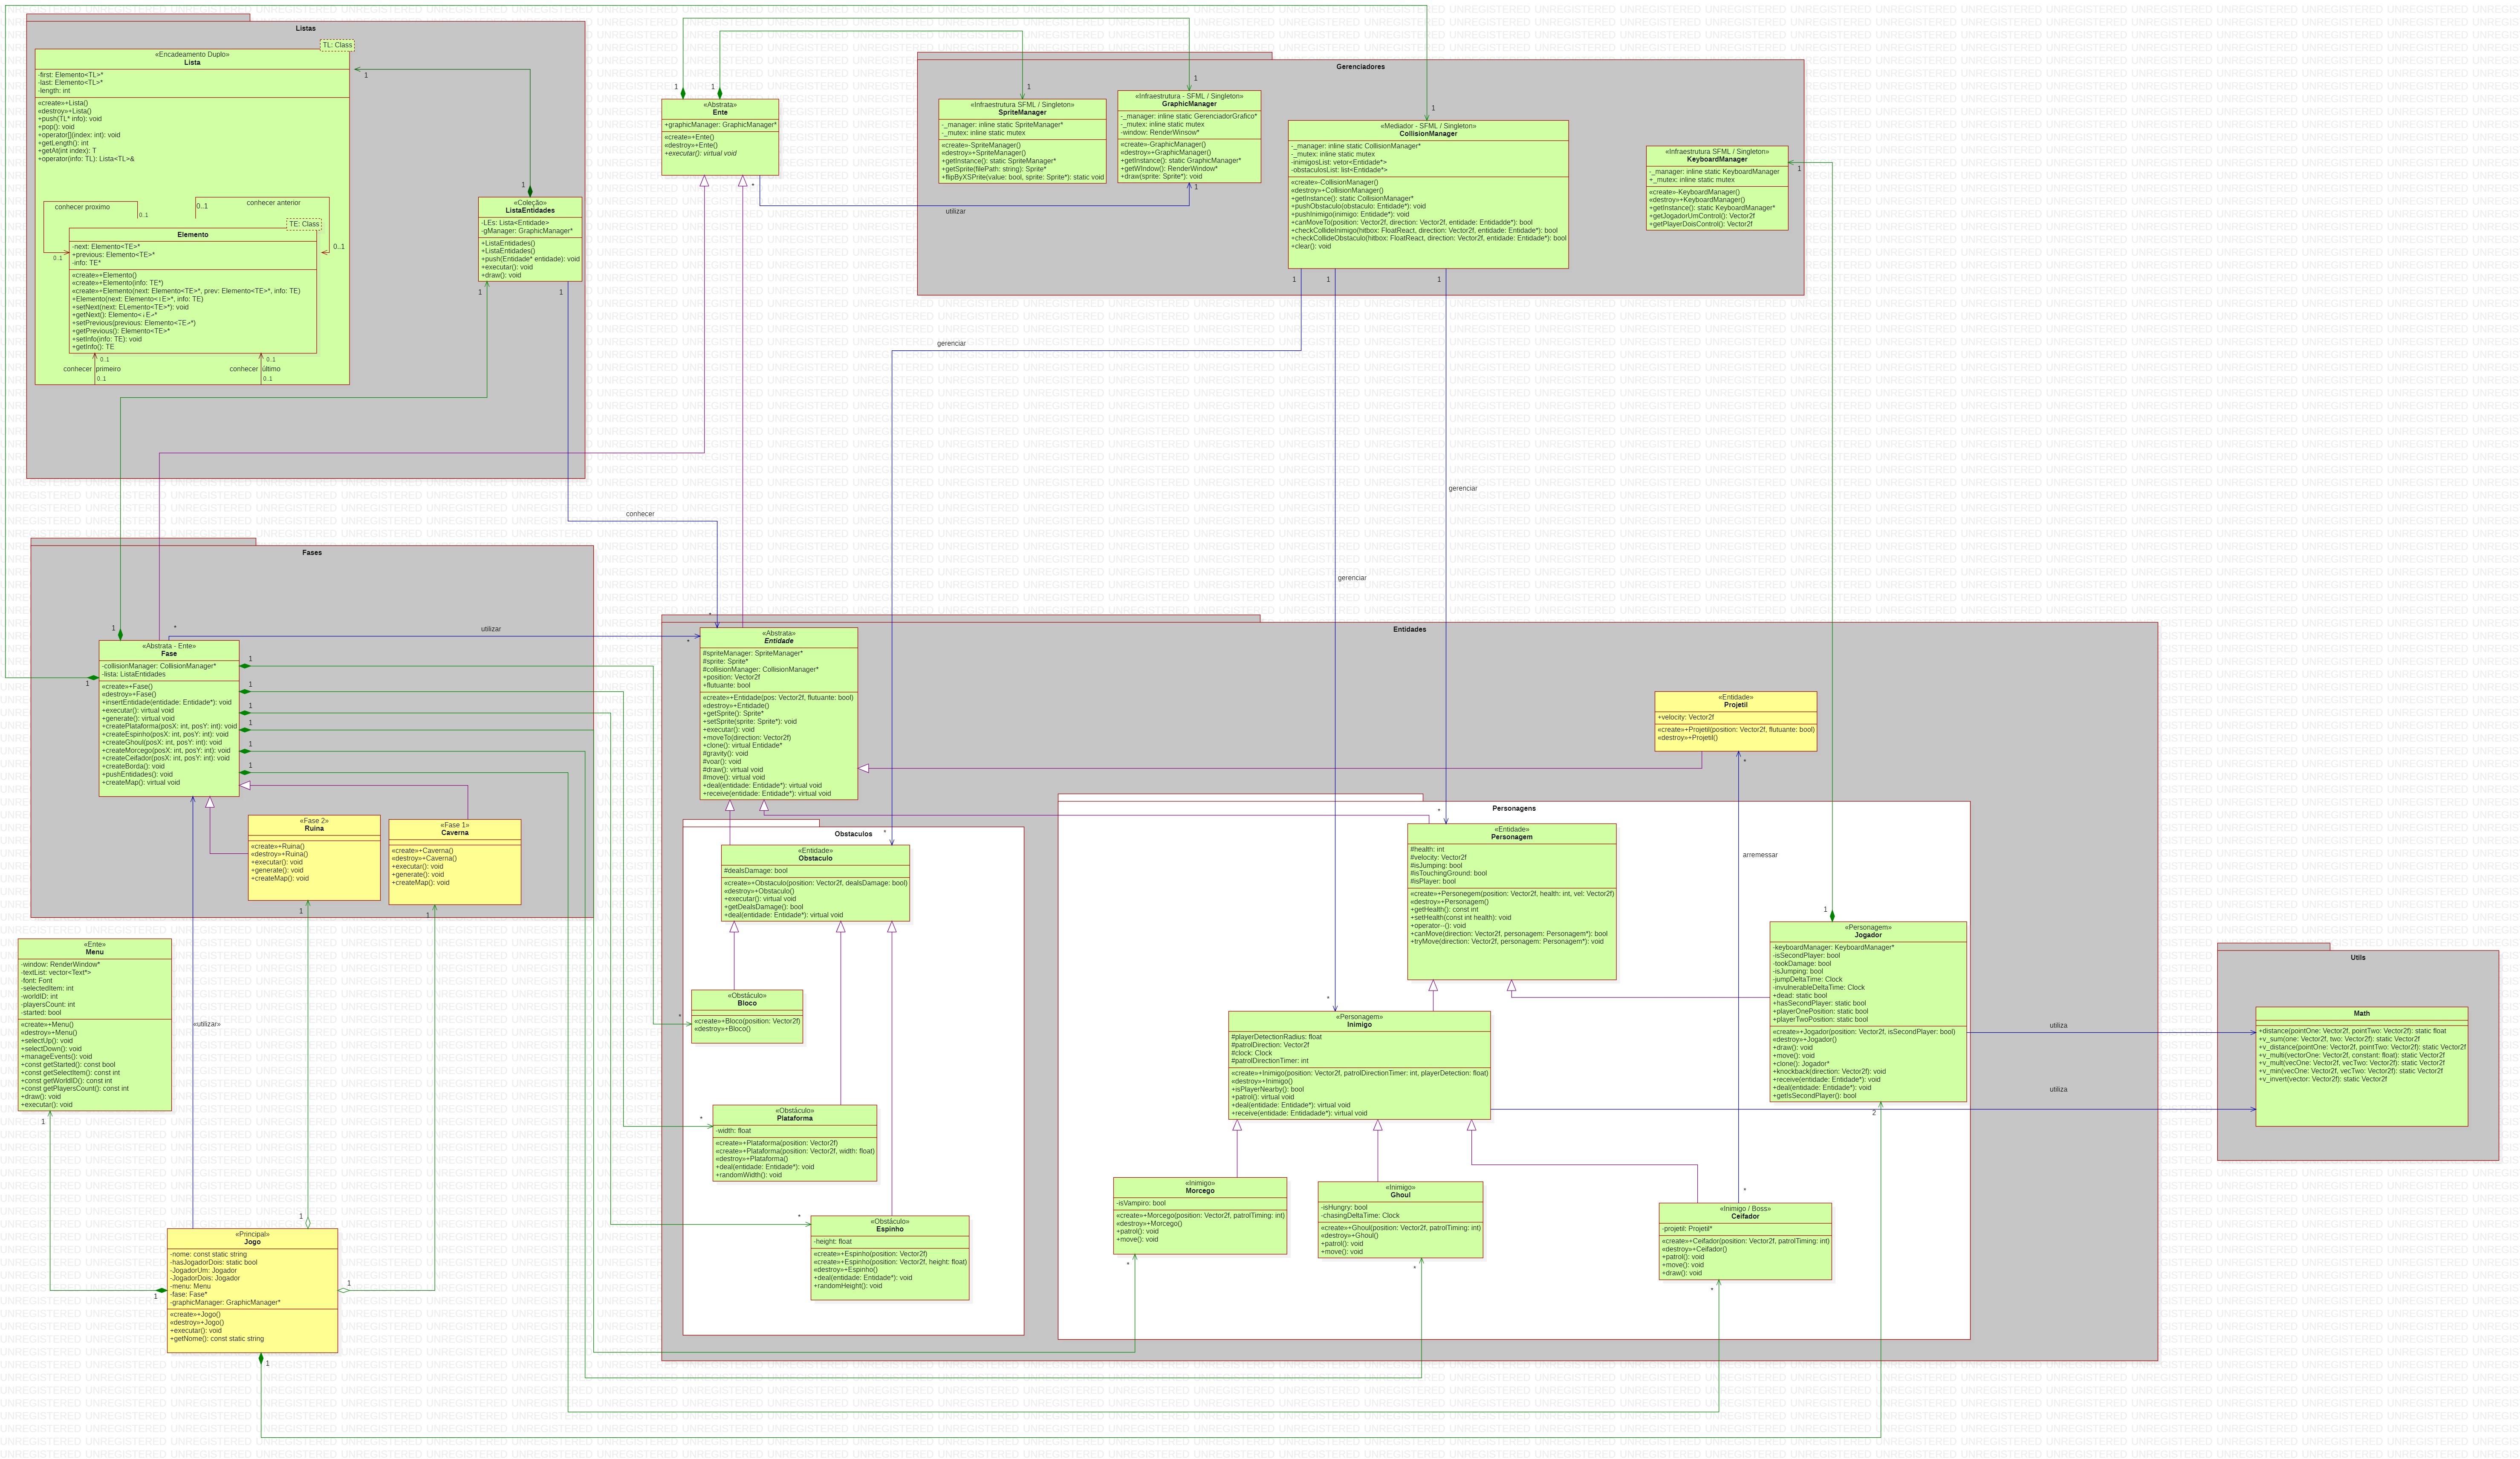 Listas
TL: Class
«Encadeamento Duplo»
Lista
-first: Elemento<TL>*
-last: Elemento<TL>*
-length: int
«create»+Lista()
«destroy»+Lista()
+push(TL* info): void
+pop(): void
+operator[](index: int): void
+getLength(): int
+getAt(int index): T
+operator(info: TL): Lista<TL>&
conhecer proximo
0..1
0..1
conhecer anterior
0..1
0..1
TE: Class
Elemento
-next: Elemento<TE>*
+previous: Elemento<TE>*
-info: TE*
«create»+Elemento()
«create»+Elemento(info: TE*)
«create»+Elemento(next: Elemento<TE>*, prev: Elemento<TE>*, info: TE)
+setNext(next: ELemento<TE>*): void
+getPrevious(): Elemento<TE>*
+setInfo(info: TE): void
+getInfo(): TE
0..1
conhecer primeiro
0..1
0..1
conhecer último
0..1
1
1
«Coleção»
ListaEntidades
-LEs: Lista<Entidade>
-gManager: GraphicManager*
+ListaEntidades()
+ListaEntidades()
+push(Entidade* entidade): void
+executar(): void
+draw(): void
1
1
conhecer
*
1
1
«Abstrata»
Ente
+graphicManager: GraphicManager*
«create»+Ente()
«destroy»+Ente()
+executar(): virtual void
*
utilizar
1
Gerenciadores
1
«Infraestrutura SFML / Singleton»
SpriteManager
-_manager: inline static SpriteManager*
-_mutex: inline static mutex
«create»-SpriteManager()
«destroy»+SpriteManager()
+getInstance(): static SpriteManager*
+getSprite(filePath: string): Sprite*
+flipByXSPrite(value: bool, sprite: Sprite*): static void
1
«Infraestrutura - SFML / Singleton»
GraphicManager
-_manager: inline static GerenciadorGrafico*
-_mutex: inline static mutex
-window: RenderWinsow*
«create»-GraphicManager()
«destroy»+GraphicManager()
+getInstance(): static GraphicManager*
+getWIndow(): RenderWindow*
+draw(sprite: Sprite*): void
1
«Mediador - SFML / Singleton»
CollisionManager
-_manager: inline static CollisionManager*
-_mutex: inline static mutex
-inimigosList: vetor<Entidade*>
-obstaculosList: list<Entidade*>
«create»-CollisionManager()
«destroy»+CollisionManager()
+getInstance(): static CollisionManager*
+pushObstaculo(obstaculo: Entidade*): void
+pushInimigo(inimigo: Entidade*): void
+canMoveTo(position: Vector2f, direction: Vector2f, entidade: Entidadde*): bool
+checkCollideInimigo(hitbox: FloatReact, direction: Vector2f, entidade: Entidade*): bool
+checkCollideObstaculo(hitbox: FloatReact, direction: Vector2f, entidade: Entidade*): bool
+clear(): void
1
1
1
«Infraestrutura SFML / Singleton»
KeyboardManager
-_manager: inline static KeyboardManager
+_mutex: inline static mutex
«create»-KeyboardManager()
«destroy»+KeyboardManager()
+getInstance(): static KeyboardManager*
+getJogadorUmControl(): Vector2f
+getPlayerDoisControl(): Vector2f
1
gerenciar
gerenciar
gerenciar
Fases
1
*
utilizar
*
1
«Abstrata - Ente»
Fase
-collisionManager: CollisionManager*
-lista: ListaEntidades
«create»+Fase()
«destroy»+Fase()
+insertEntidade(entidade: Entidade*): void
+executar(): virtual void
+generate(): virtual void
+createPlataforma(posX: int, posY: int): void
+createEspinho(posX: int, posY: int): void
+createGhoul(posX: int, posY: int): void
+createMorcego(posX: int, posY: int): void
+createCeifador(posX: int, posY: int): void
+createBorda(): void
+pushEntidades(): void
+createMap(): virtual void
1
1
1
1
1
1
«Fase 2»
Ruina
«create»+Ruina()
«destroy»+Ruina()
+executar(): void
+generate(): void
+createMap(): void
1
«Fase 1»
Caverna
«create»+Caverna()
«destroy»+Caverna()
+executar(): void
+generate(): void
+createMap(): void
1
«Ente»
Menu
-window: RenderWindow*
-textList: vector<Text*>
-font: Font
-selectedItem: int
-worldID: int
-playersCount: int
-started: bool
«create»+Menu()
«destroy»+Menu()
+selectUp(): void
+selectDown(): void
+manageEvents(): void
+const getStarted(): const bool
+const getSelectItem(): const int
+const getWorldID(): const int
+const getPlayersCount(): const int
+draw(): void
+executar(): void
1
«utilizar»
1
«Principal»
Jogo
-nome: const static string
-hasJogadorDois: static bool
-JogadorUm: Jogador
-JogadorDois: Jogador
-menu: Menu
-fase: Fase*
-graphicManager: GraphicManager*
«create»+Jogo()
«destroy»+Jogo()
+executar(): void
+getNome(): const static string
1
1
1
Entidades
«Abstrata»
Entidade
#spriteManager: SpriteManager*
#sprite: Sprite*
#collisionManager: CollisionManager*
+position: Vector2f
+flutuante: bool
«create»+Entidade(pos: Vector2f, flutuante: bool)
«destroy»+Entidade()
+getSprite(): Sprite*
+setSprite(sprite: Sprite*): void
+executar(): void
+moveTo(direction: Vector2f)
+clone(): virtual Entidade*
#gravity(): void
#voar(): void
#draw(): virtual void
#move(): virtual void
+deal(entidade: Entidade*): virtual void
+receive(entidade: Entidade*): virtual void
«Entidade»
Projetil
+velocity: Vector2f
«create»+Projetil(position: Vector2f, flutuante: bool)
«destroy»+Projetil()
*
arremessar
*
Obstaculos
*
«Entidade»
Obstaculo
#dealsDamage: bool
«create»+Obstaculo(position: Vector2f, dealsDamage: bool)
«destroy»+Obstaculo()
+executar(): virtual void
+getDealsDamage(): bool
+deal(entidade: Entidade*): virtual void
*
«Obstáculo»
Bloco
«create»+Bloco(position: Vector2f)
«destroy»+Bloco()
*
«Obstáculo»
Plataforma
-width: float
«create»+Plataforma(position: Vector2f)
«create»+Plataforma(position: Vector2f, width: float)
«destroy»+Plataforma()
+deal(entidade: Entidade*): void
+randomWidth(): void
*
«Obstáculo»
Espinho
-height: float
«create»+Espinho(position: Vector2f)
«create»+Espinho(position: Vector2f, height: float)
«destroy»+Espinho()
+deal(entidade: Entidade*): void
+randomHeight(): void
Personagens
*
«Entidade»
Personagem
#health: int
#velocity: Vector2f
#isJumping: bool
#isTouchingGround: bool
#isPlayer: bool
«create»+Personegem(position: Vector2f, health: int, vel: Vector2f)
«destroy»+Personagem()
+getHealth(): const int
+setHealth(const int health): void
+operator--(): void
+canMove(direction: Vector2f, personagem: Personagem*): bool
+tryMove(direction: Vector2f, personagem: Personagem*): void
*
«Personagem»
Inimigo
#playerDetectionRadius: float
#patrolDirection: Vector2f
#clock: Clock
#patrolDirectionTimer: int
«create»+Inimigo(position: Vector2f, patrolDirectionTimer: int, playerDetection: float)
«destroy»+Inimigo()
+isPlayerNearby(): bool
+patrol(): virtual void
+deal(entidade: Entidade*): virtual void
+receive(entidade: Entidadade*): virtual void
1
«Personagem»
Jogador
-keyboardManager: KeyboardManager*
-isSecondPlayer: bool
-tookDamage: bool
-isJumping: bool
-jumpDeltaTime: Clock
-invulnerableDeltaTime: Clock
+dead: static bool
+hasSecondPlayer: static bool
+playerOnePosition: static bool
+playerTwoPosition: static bool
«create»+Jogador(position: Vector2f, isSecondPlayer: bool)
«destroy»+Jogador()
+draw(): void
+move(): void
+clone(): Jogador*
+knockback(direction: Vector2f): void
+receive(entidade: Entidade*): void
+deal(entidade: Entidade*): void
+getIsSecondPlayer(): bool
2
«Inimigo»
Morcego
-isVampiro: bool
«create»+Morcego(position: Vector2f, patrolTiming: int)
«destroy»+Morcego()
+patrol(): void
+move(): void
*
«Inimigo»
Ghoul
-isHungry: bool
-chasingDeltaTime: Clock
«create»+Ghoul(position: Vector2f, patrolTiming: int)
«destroy»+Ghoul()
+patrol(): void
+move(): void
*
«Inimigo / Boss»
Ceifador
-projetil: Projetil*
«create»+Ceifador(position: Vector2f, patrolTiming: int)
«destroy»+Ceifador()
+patrol(): void
+move(): void
+draw(): void
*
utiliza
utiliza
Utils
Math
+distance(pointOne: Vector2f, pointTwo: Vector2f): static float
+v_sum(one: Vector2f, two: Vector2f): static Vector2f
+v_distance(pointOne: Vector2f, pointTwo: Vector2f): static Vector2f
+v_multi(vectorOne: Vector2f, constant: float): static Vector2f
+v_mult(vecOne: Vector2f, vecTwo: Vector2f): static Vector2f
+v_min(vecOne: Vector2f, vecTwo: Vector2f): static Vector2f
+v_invert(vector: Vector2f): static Vector2f
UNREGISTERED